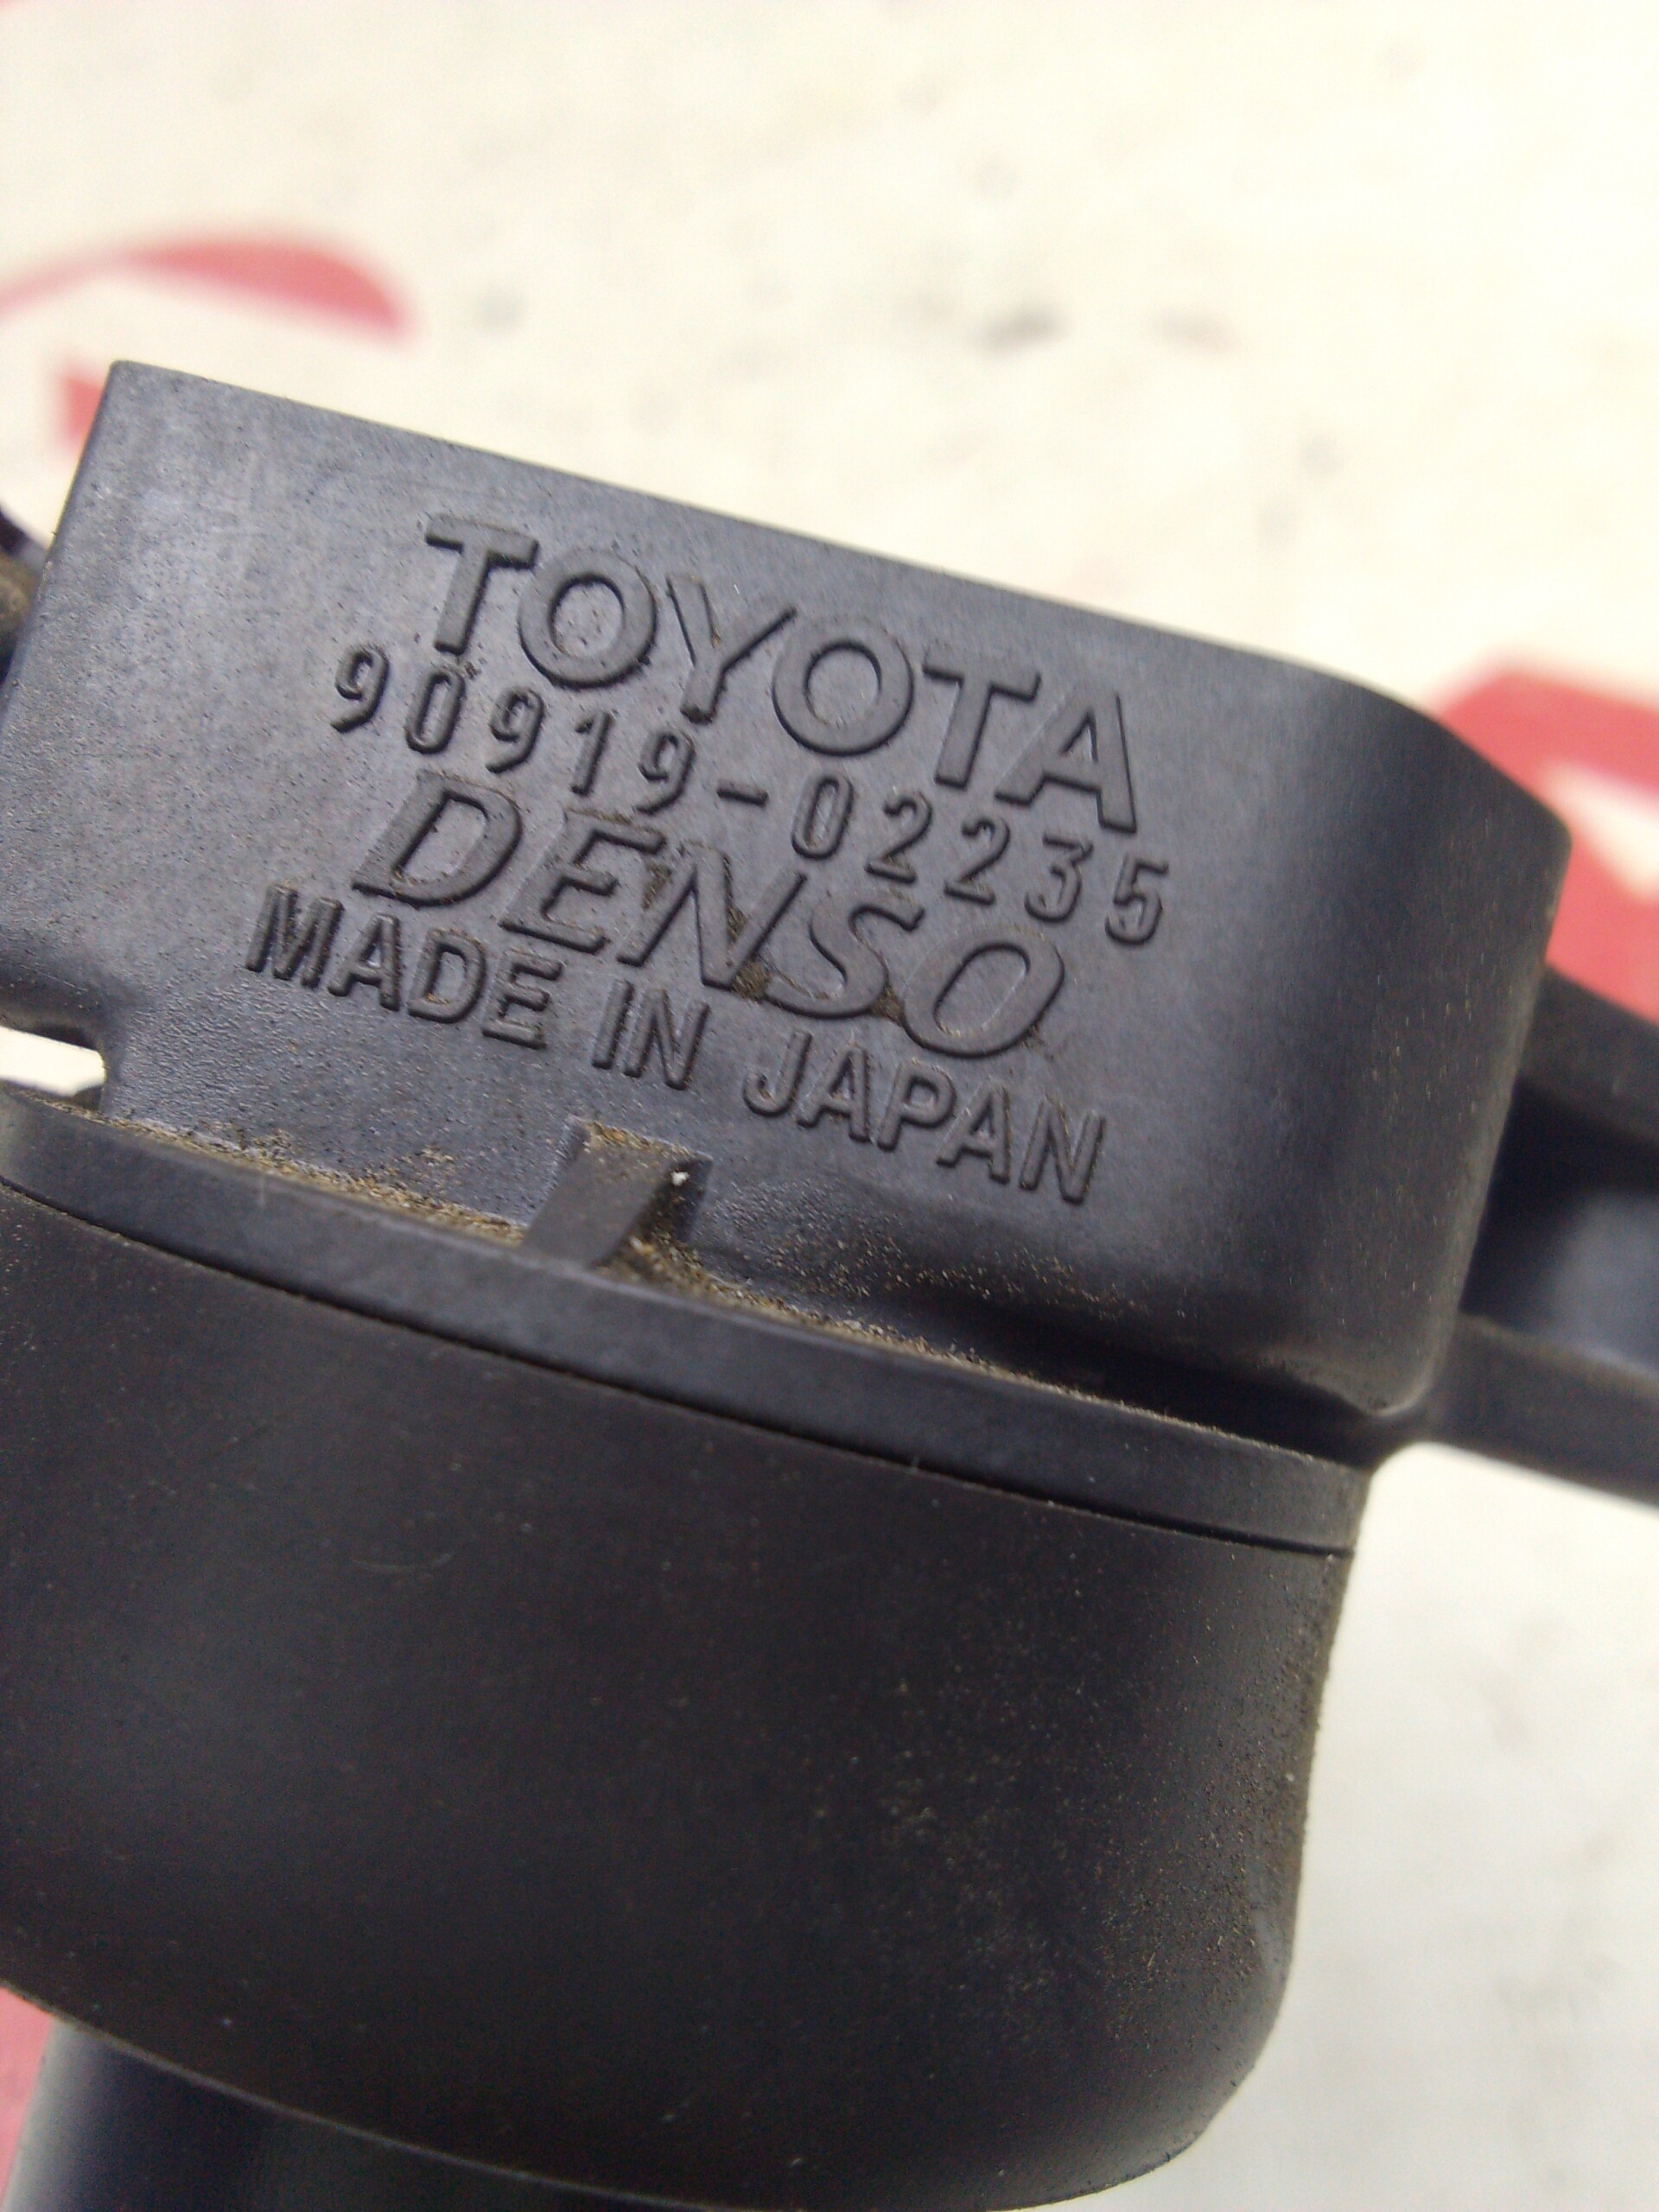 TOYOTA
90919-02235
DENSO
MADE IN JAPAN